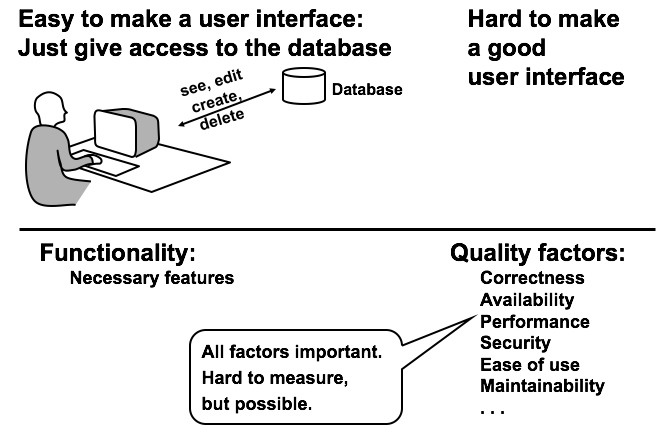 Easy to make a user interface:
Just give access to the database
Hard to make
a good
user interface
see, edit
create,
delete
Database
Functionality:
Necessary features
Quality factors:
Correctness
Availability
Performance
Security
Ease of use
Maintainability
. . .
All factors important.
Hard to measure,
but possible.